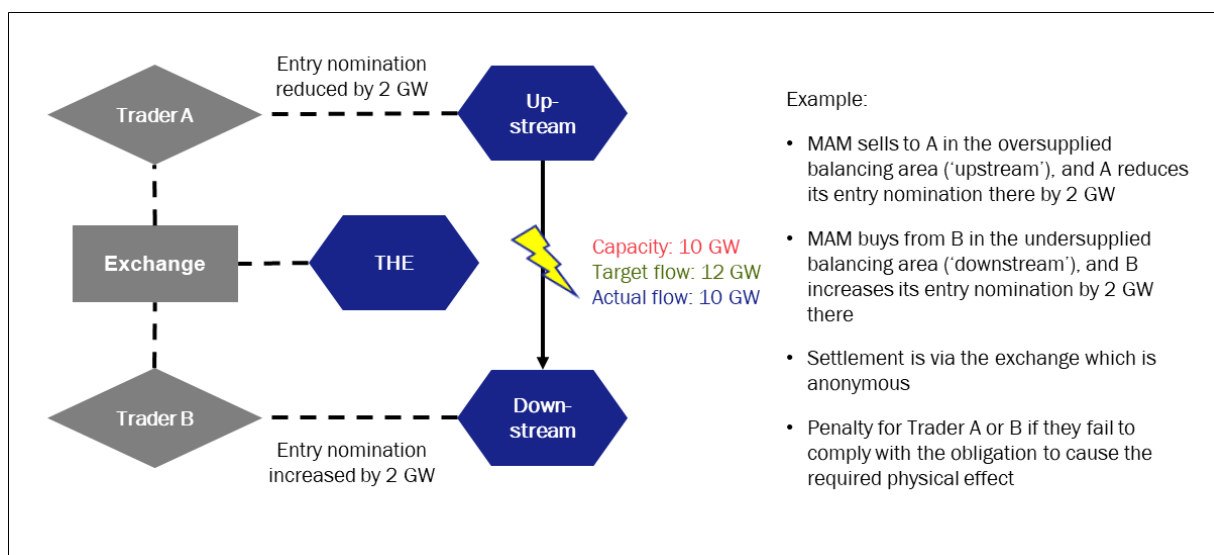 Entry nomination
reduced by 2 GW
Trader A
Up-
stream
Exchange
THE
Capacity: 10 GW
Target flow: 12 GW
Actual flow: 10 GW
Trader B
Down-
stream
Entry nomination
increased by 2 GW
Example:
• MAM sells to A in the oversupplied
balancing area (‘upstream’), and A reduces
its entry nomination there by 2 GW
• MAM buys from B in the undersupplied
balancing area (‘downstream’), and B
increases its entry nomination by 2 GW
there
• Settlement is via the exchange which is
anonymous
• Penalty for Trader A or B if they fail to
comply with the obligation to cause the
required physical effect